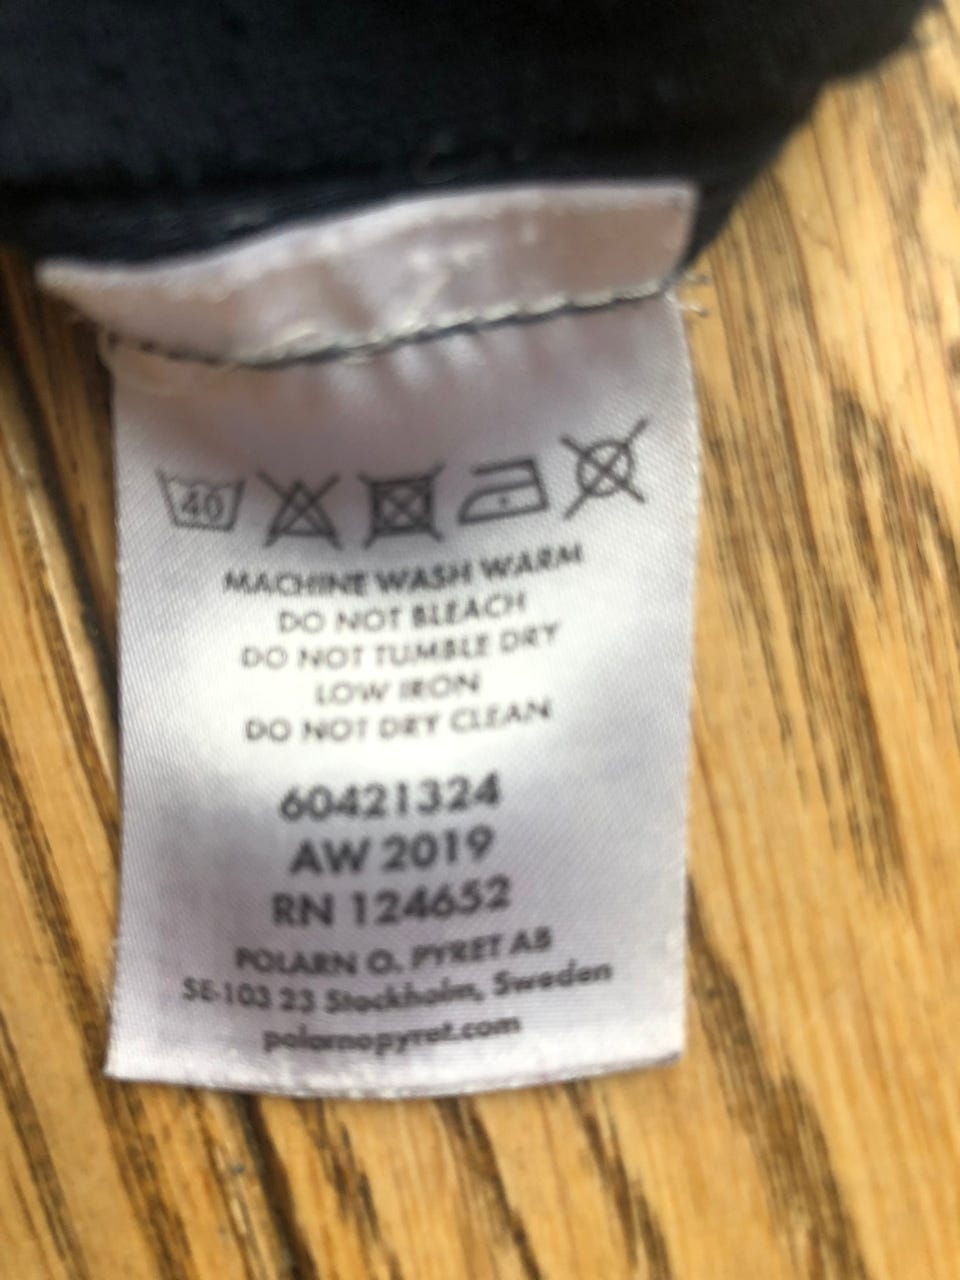 40
MACHINE WASH WARM
DO NOT BLEACH
DO NOT TUMBLE DRY
LOW IRON
DO NOT DRY CLEAN
60421324
AW 2019
RN 124652
POLARN O. PYRET AB
SE-103 23 Stockholm, Sweden
polarnopyret.com